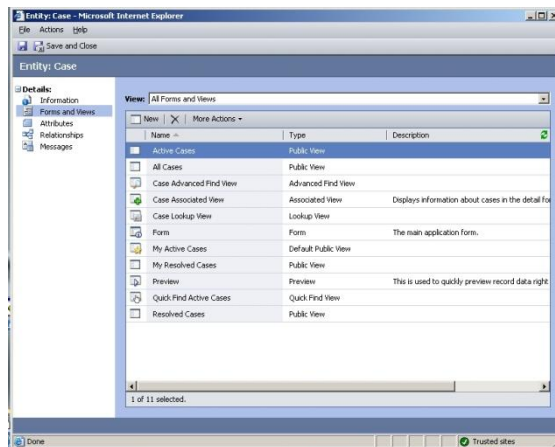 Entity: Case - Microsoft Internet Explorer
File Actions Help
Save and Close
Entity: Case
Details:
Information
Forms and Views
Attributes
Relationships
Messages
View: All Forms and Views
New More Actions
Name Type Description
Active Cases Public View
All Cases Public View
Case Advanced Find View Advanced Find View
Case Associated View Associated View Displays information about cases in the detail for
Case Lookup View Lookup View
Form Form The main application form.
My Active Cases Default Public View
My Resolved Cases Public View
Preview Preview This is used to quickly preview record data right
Quick Find Active Cases Quick Find View
Resolved Cases Public View
1 of 11 selected.
Done Trusted sites